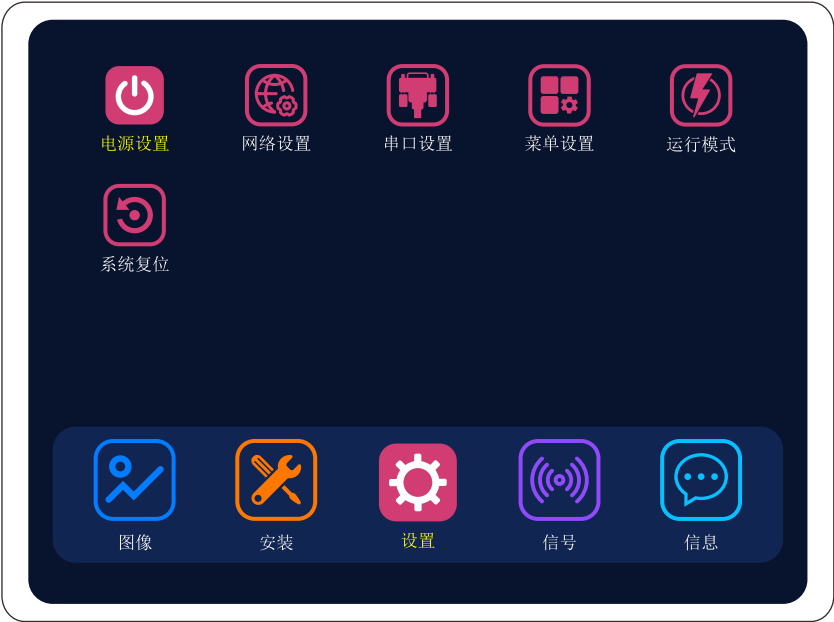 电源设置
网络设置
串口设置
菜单设置
运行模式
系统复位
图像
安装
设置
信号
信息